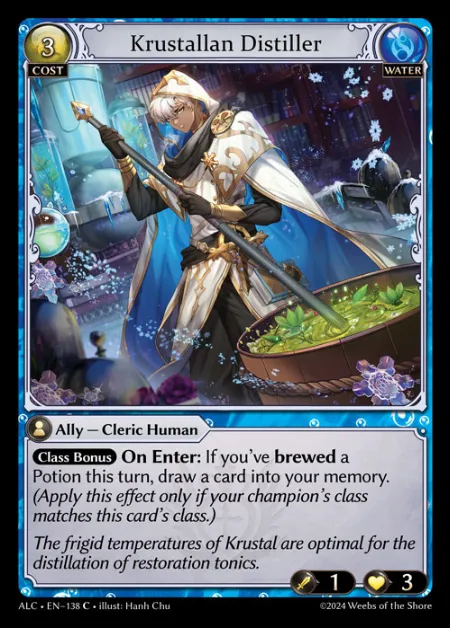 3
Krustallan Distiller
COST
WATER
Ally — Cleric Human
Class Bonus On Enter: If you've brewed a
Potion this turn, draw a card into your memory.
(Apply this effect only if your champion's class
matches this card's class.)
The frigid temperatures of Krustal are optimal for the
distillation of restoration tonics.
1
3
ALC • EN–138 C • illust: Hanh Chu
©2024 Weebs of the Shore